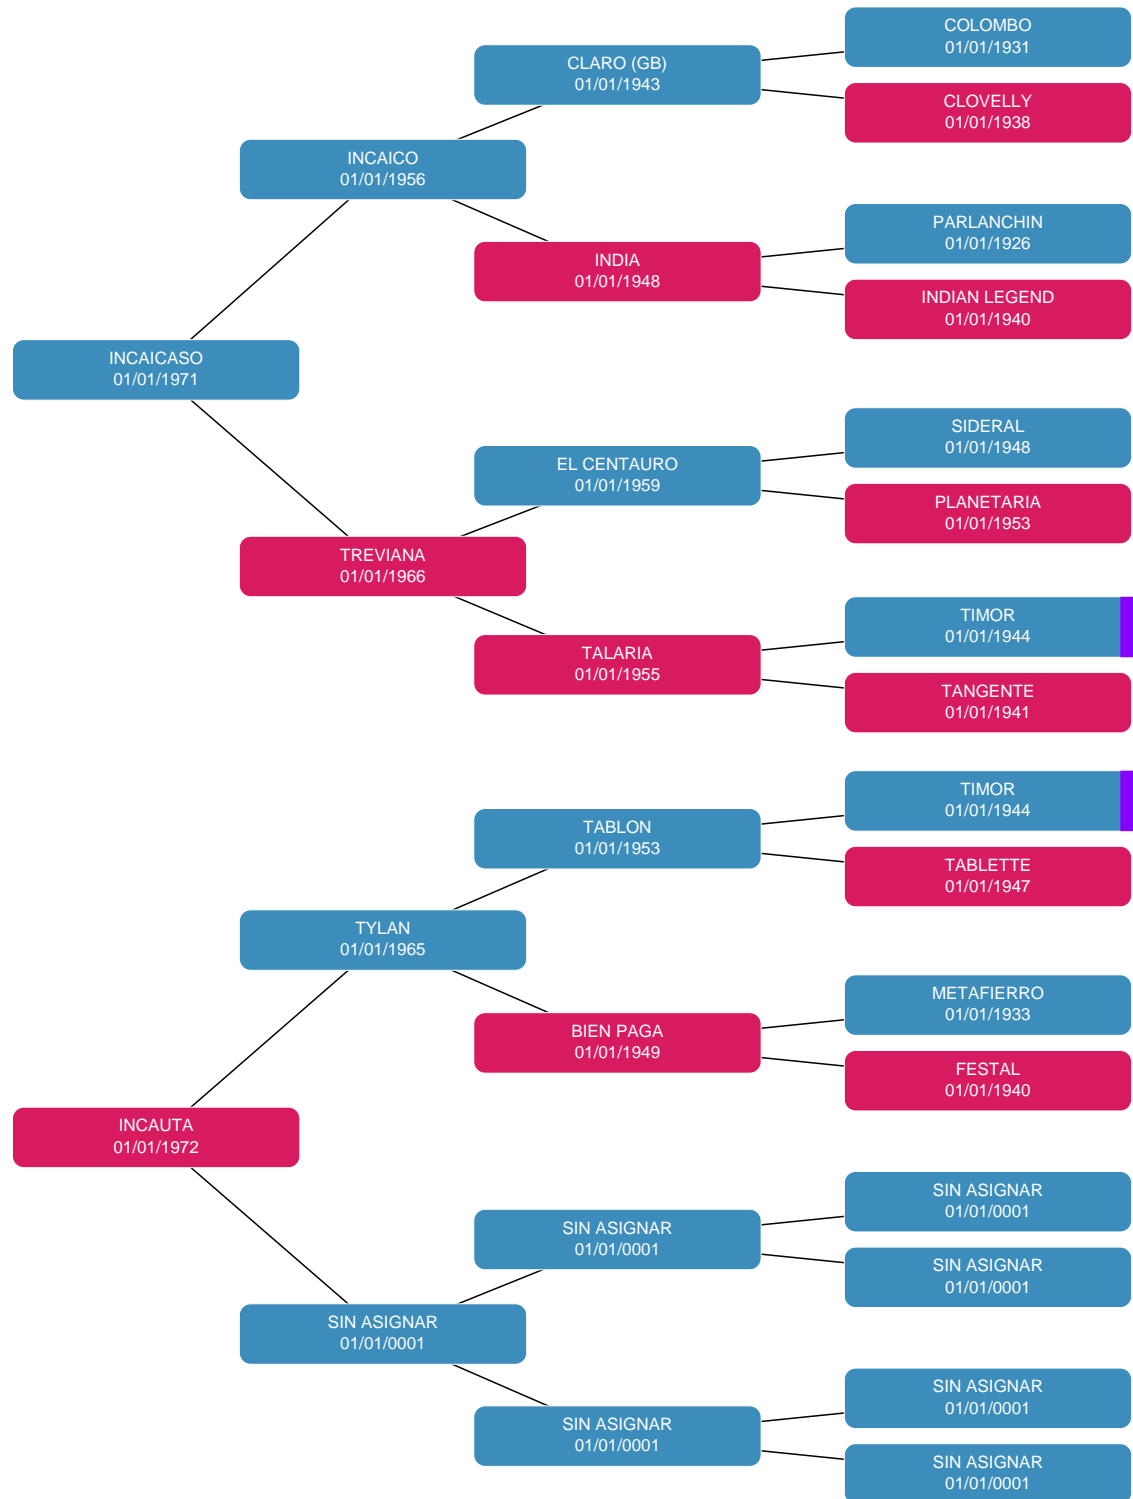 COLOMBO
01/01/1931
CLARO (GB)
01/01/1943
CLOVELLY
01/01/1938
INCAICO
01/01/1956
PARLANCHIN
01/01/1926
INDIA
01/01/1948
INDIAN LEGEND
01/01/1940
INCAICASO
01/01/1971
SIDERAL
01/01/1948
EL CENTAURO
01/01/1959
PLANETARIA
01/01/1953
TREVIANA
01/01/1966
TIMOR
01/01/1944
TALARIA
01/01/1955
TANGENTE
01/01/1941
TIMOR
01/01/1944
TABLON
01/01/1953
TABLETTE
01/01/1947
TYLAN
01/01/1965
METAFIERRO
01/01/1933
BIEN PAGA
01/01/1949
FESTAL
01/01/1940
INCAUTA
01/01/1972
SIN ASIGNAR
01/01/0001
SIN ASIGNAR
01/01/0001
SIN ASIGNAR
01/01/0001
SIN ASIGNAR
01/01/0001
SIN ASIGNAR
01/01/0001
SIN ASIGNAR
01/01/0001
SIN ASIGNAR
01/01/0001